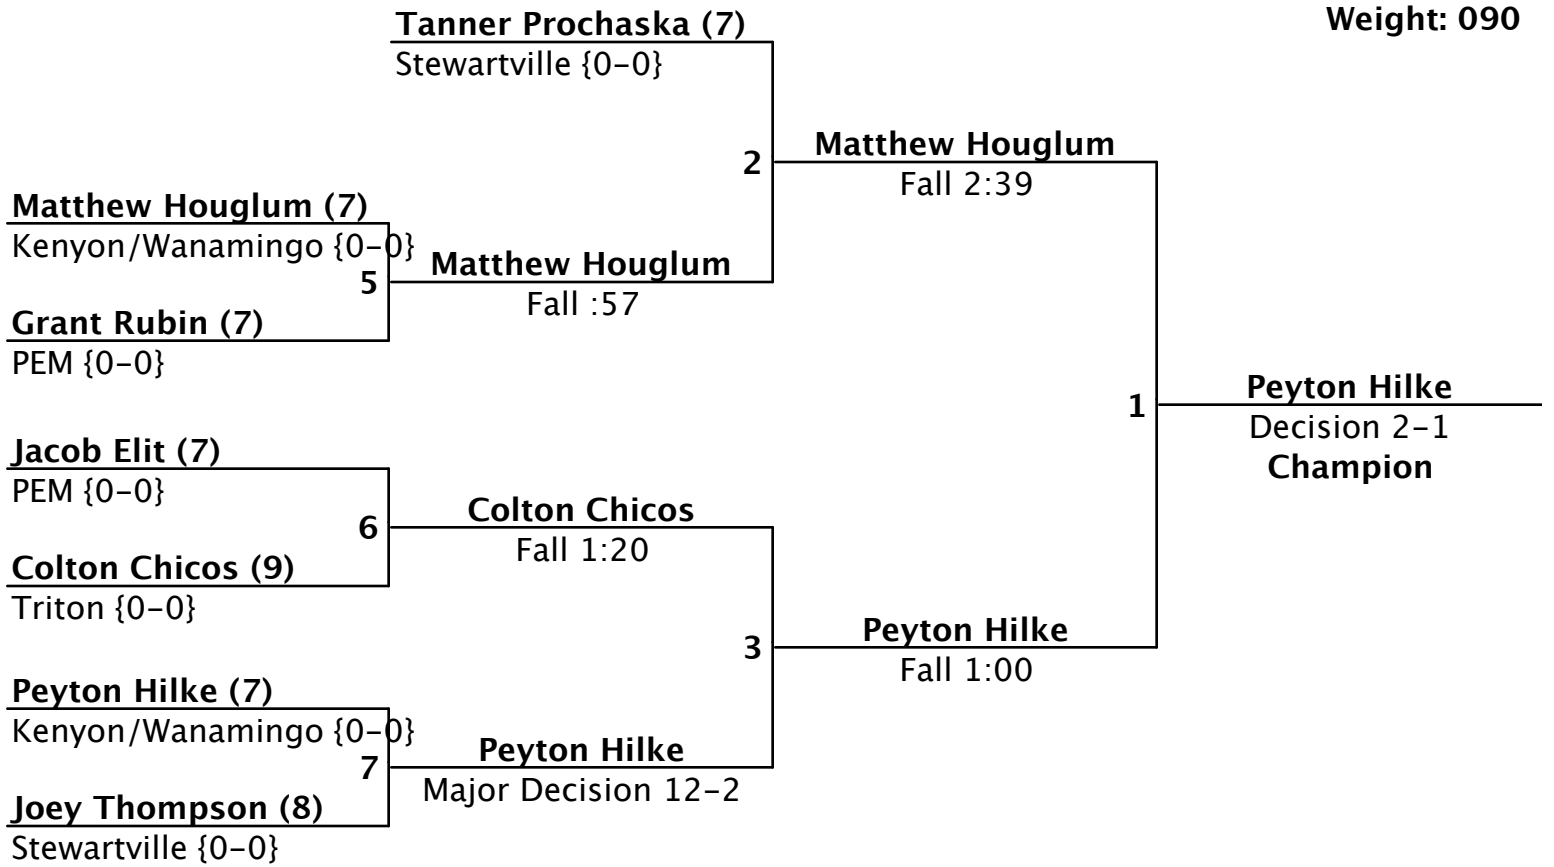 Weight: 090
Tanner Prochaska (7)
Stewartville {0-0}
2
Matthew Houglum
Fall 2:39
Matthew Houglum (7)
Kenyon/Wanamingo {0-0}
5
Matthew Houglum
Fall :57
Grant Rubin (7)
PEM {0-0}
1
Peyton Hilke
Decision 2-1
Champion
Jacob Elit (7)
PEM {0-0}
6
Colton Chicos
Fall 1:20
Colton Chicos (9)
Triton {0-0}
3
Peyton Hilke
Fall 1:00
Peyton Hilke (7)
Kenyon/Wanamingo {0-0}
7
Peyton Hilke
Major Decision 12-2
Joey Thompson (8)
Stewartville {0-0}